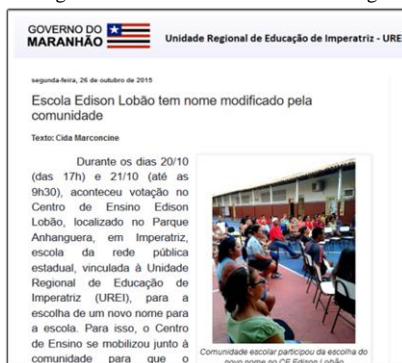 GOVERNO DO
MARANHÃO
Unidade Regional de Educação de Imperatriz - URE
segunda-feira, 26 de outubro de 2015
Escola Edison Lobão tem nome modificado pela
comunidade
Texto: Cida Marconcine
Durante os dias 20/10
(das 17h) e 21/10 (até as
9h30), aconteceu votação no
Centro de Ensino Edison
Lobão, localizado no Parque
Anhanguera, em Imperatriz,
escola da rede pública
estadual, vinculada à Unidade
Regional de Educação de
Imperatriz (UREI), para a
escolha de um novo nome para
a escola. Para isso, o Centro
de Ensino se mobilizou junto à
comunidade para que o
Comunidade escolar participou da escolha do
novo nome no CE Edison Lobão